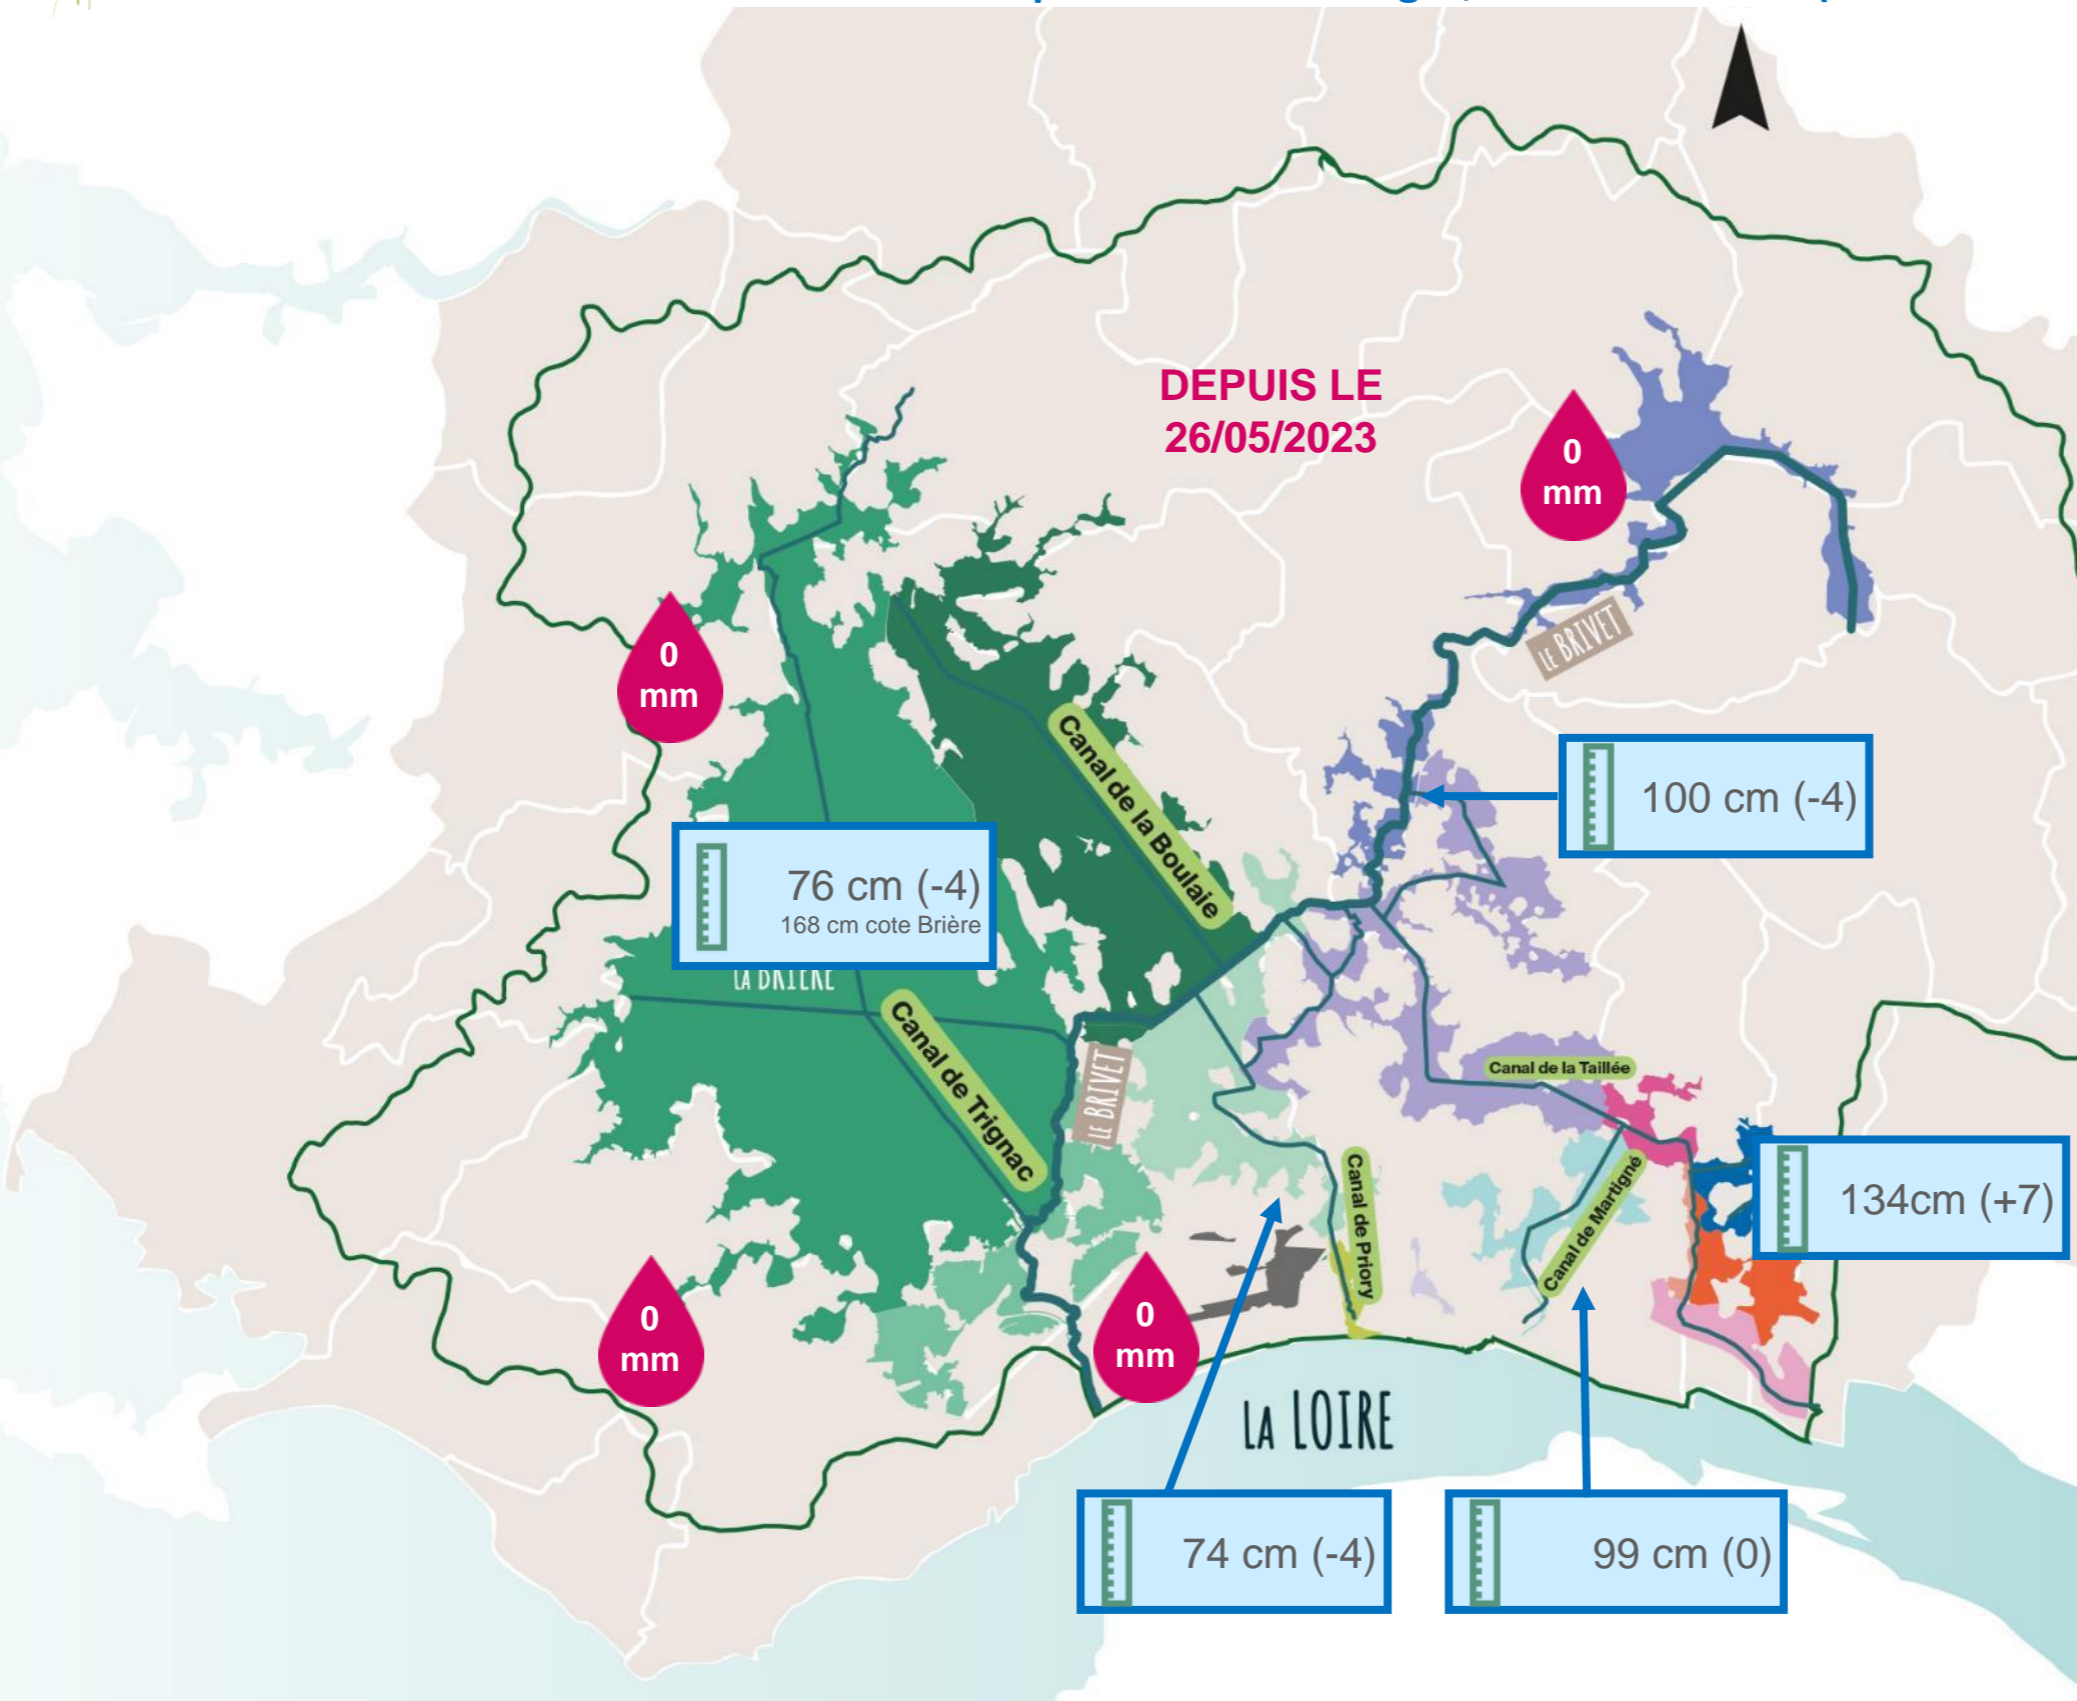 DEPUIS LE
26/05/2023
0
mm
LE BRIVET
0
mm
Canal de la Boulaie
100 cm (-4)
76 cm (-4)
168 cm cote Brière
LA BRIÈRE
Canal de Trignac
LE BRIVET
Canal de la Taillée
Canal de Priory
Canal de Martigné
134cm (+7)
0
mm
0
mm
LA LOIRE
74 cm (-4)
99 cm (0)